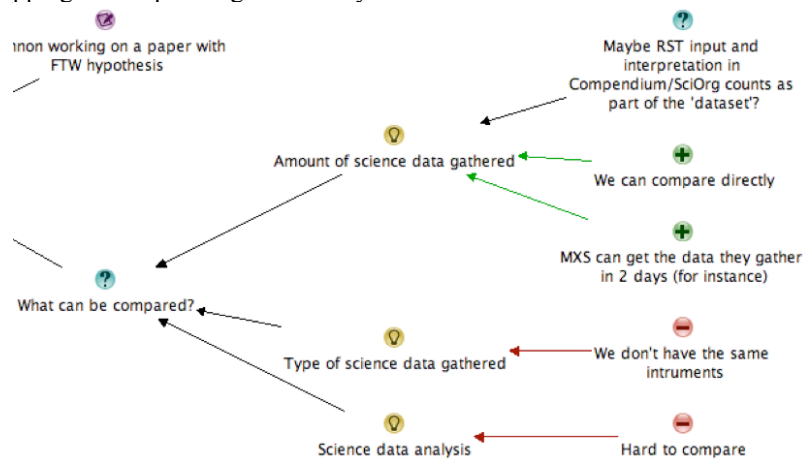 non working on a paper with
FTW hypothesis
Maybe RST input and
interpretation in
Compendium/SciOrg counts as
part of the 'dataset'?
Amount of science data gathered
We can compare directly
MXS can get the data they gather
in 2 days (for instance)
What can be compared?
Type of science data gathered
We don't have the same
intruments
Science data analysis
Hard to compare